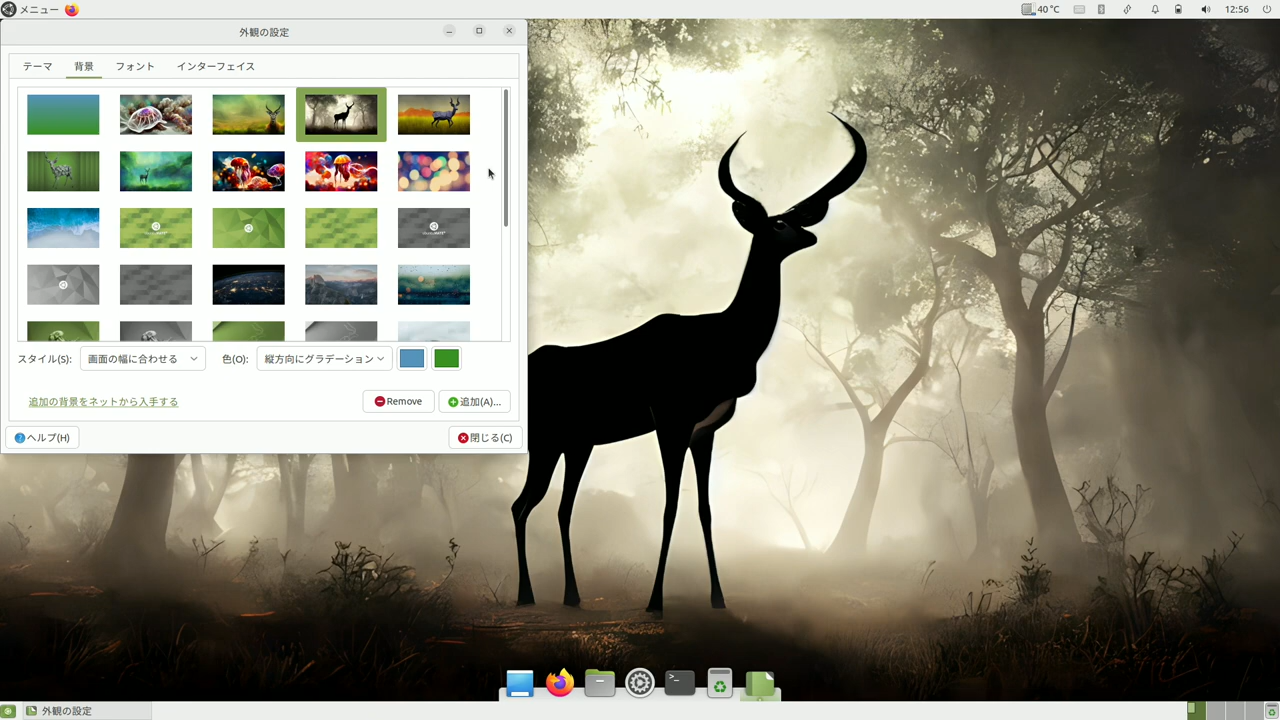 メニュー
40℃
12:56
外観の設定
テーマ
背景
フォント
インターフェイス
スタイル(S):
画面の幅に合わせる
色(O):
縦方向にグラデーション
追加の背景をネットから入手する
Remove
追加(A)...
ヘルプ(H)
閉じる(C)
外観の設定